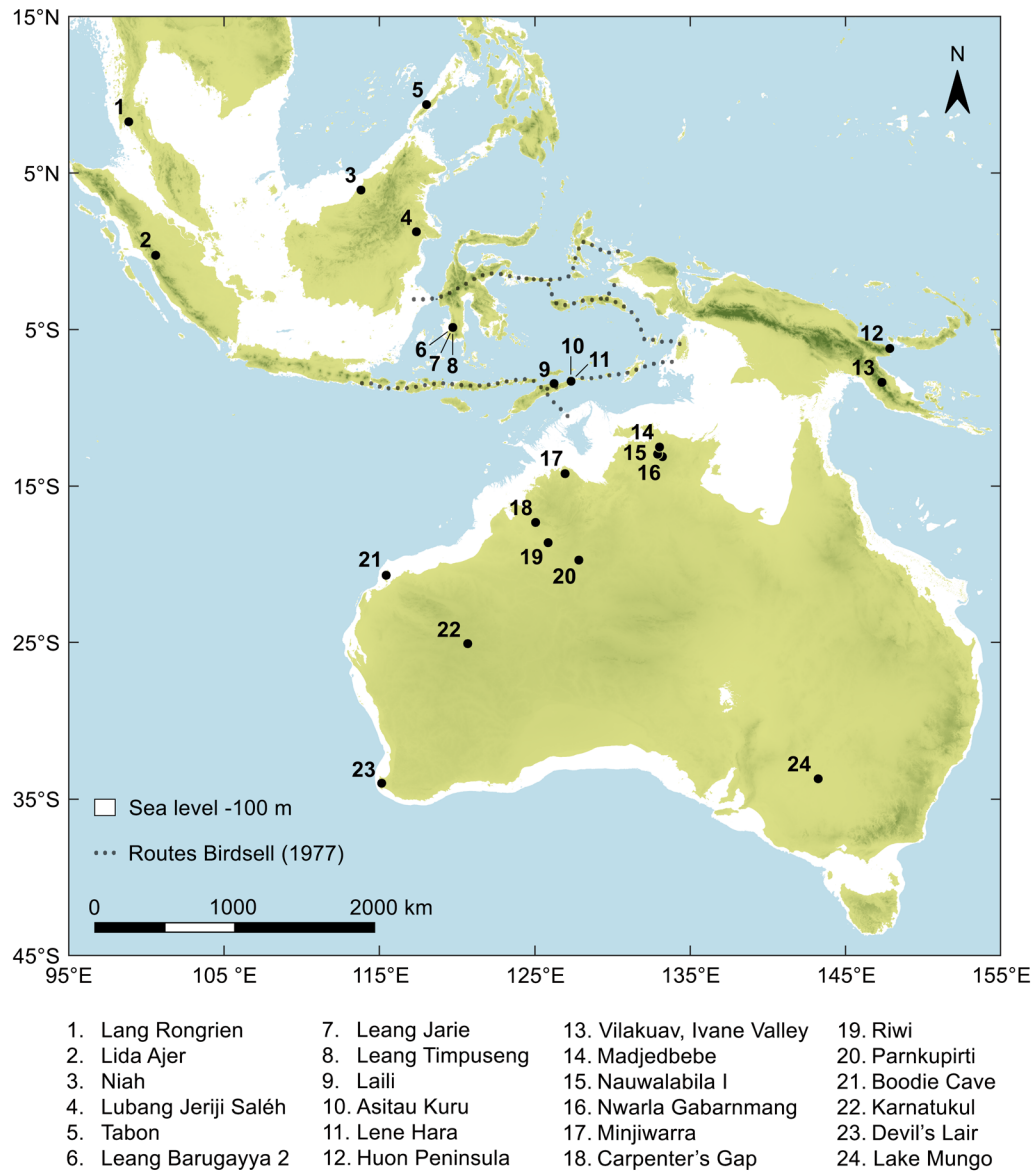 15°N
N
5
1
5°N
3
4
2
12
5°S
6
7
8
10
9
11
13
14
15
16
15°S
17
18
19
20
21
25°S
22
23
24
35°S
Sea level -100 m
Routes Birdsell (1977)
0 1000 2000 km
45°S
95°E 105°E 115°E 125°E 135°E 145°E 155°E
1. Lang Rongrien
2. Lida Ajer
3. Niah
4. Lubang Jeriji Saléh
5. Tabon
6. Leang Barugayya 2
7. Leang Jarie
8. Leang Timpuseng
9. Laili
10. Asitau Kuru
11. Lene Hara
12. Huon Peninsula
13. Vilakuav, Ivane Valley
14. Madjedbebe
15. Nauwalabila I
16. Nwarla Gabarnmang
17. Minjiwarra
18. Carpenter's Gap
19. Riwi
20. Parnkupirti
21. Boodie Cave
22. Karnatukul
23. Devil's Lair
24. Lake Mungo